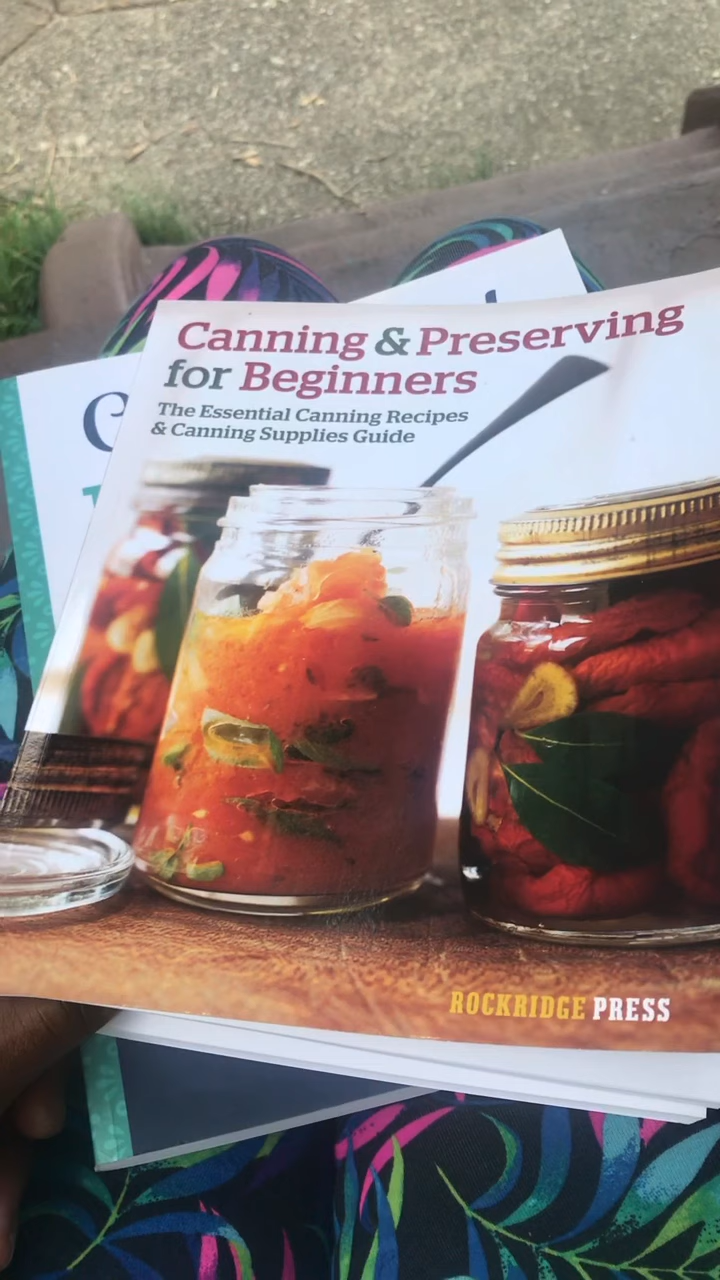 Canning & Preserving
for Beginners
The Essential Canning Recipes
& Canning Supplies Guide
ROCKRIDGE PRESS